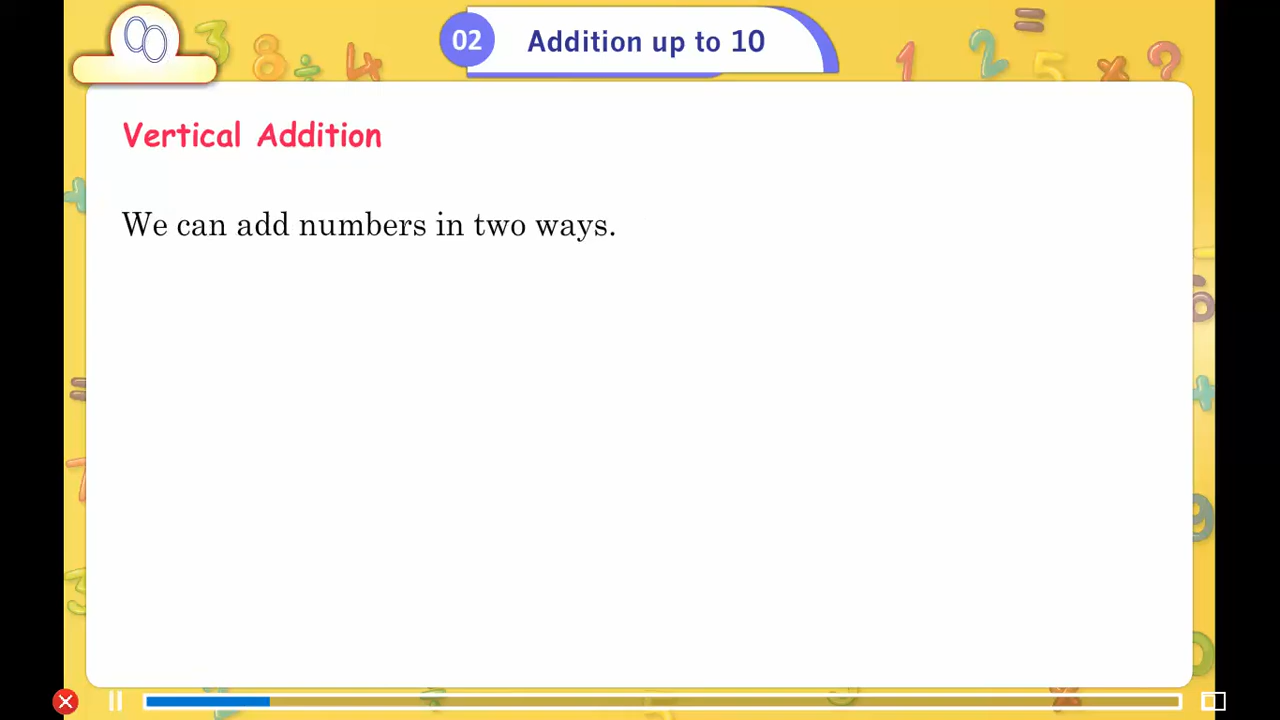 02 Addition up to 10
Vertical Addition
We can add numbers in two ways.